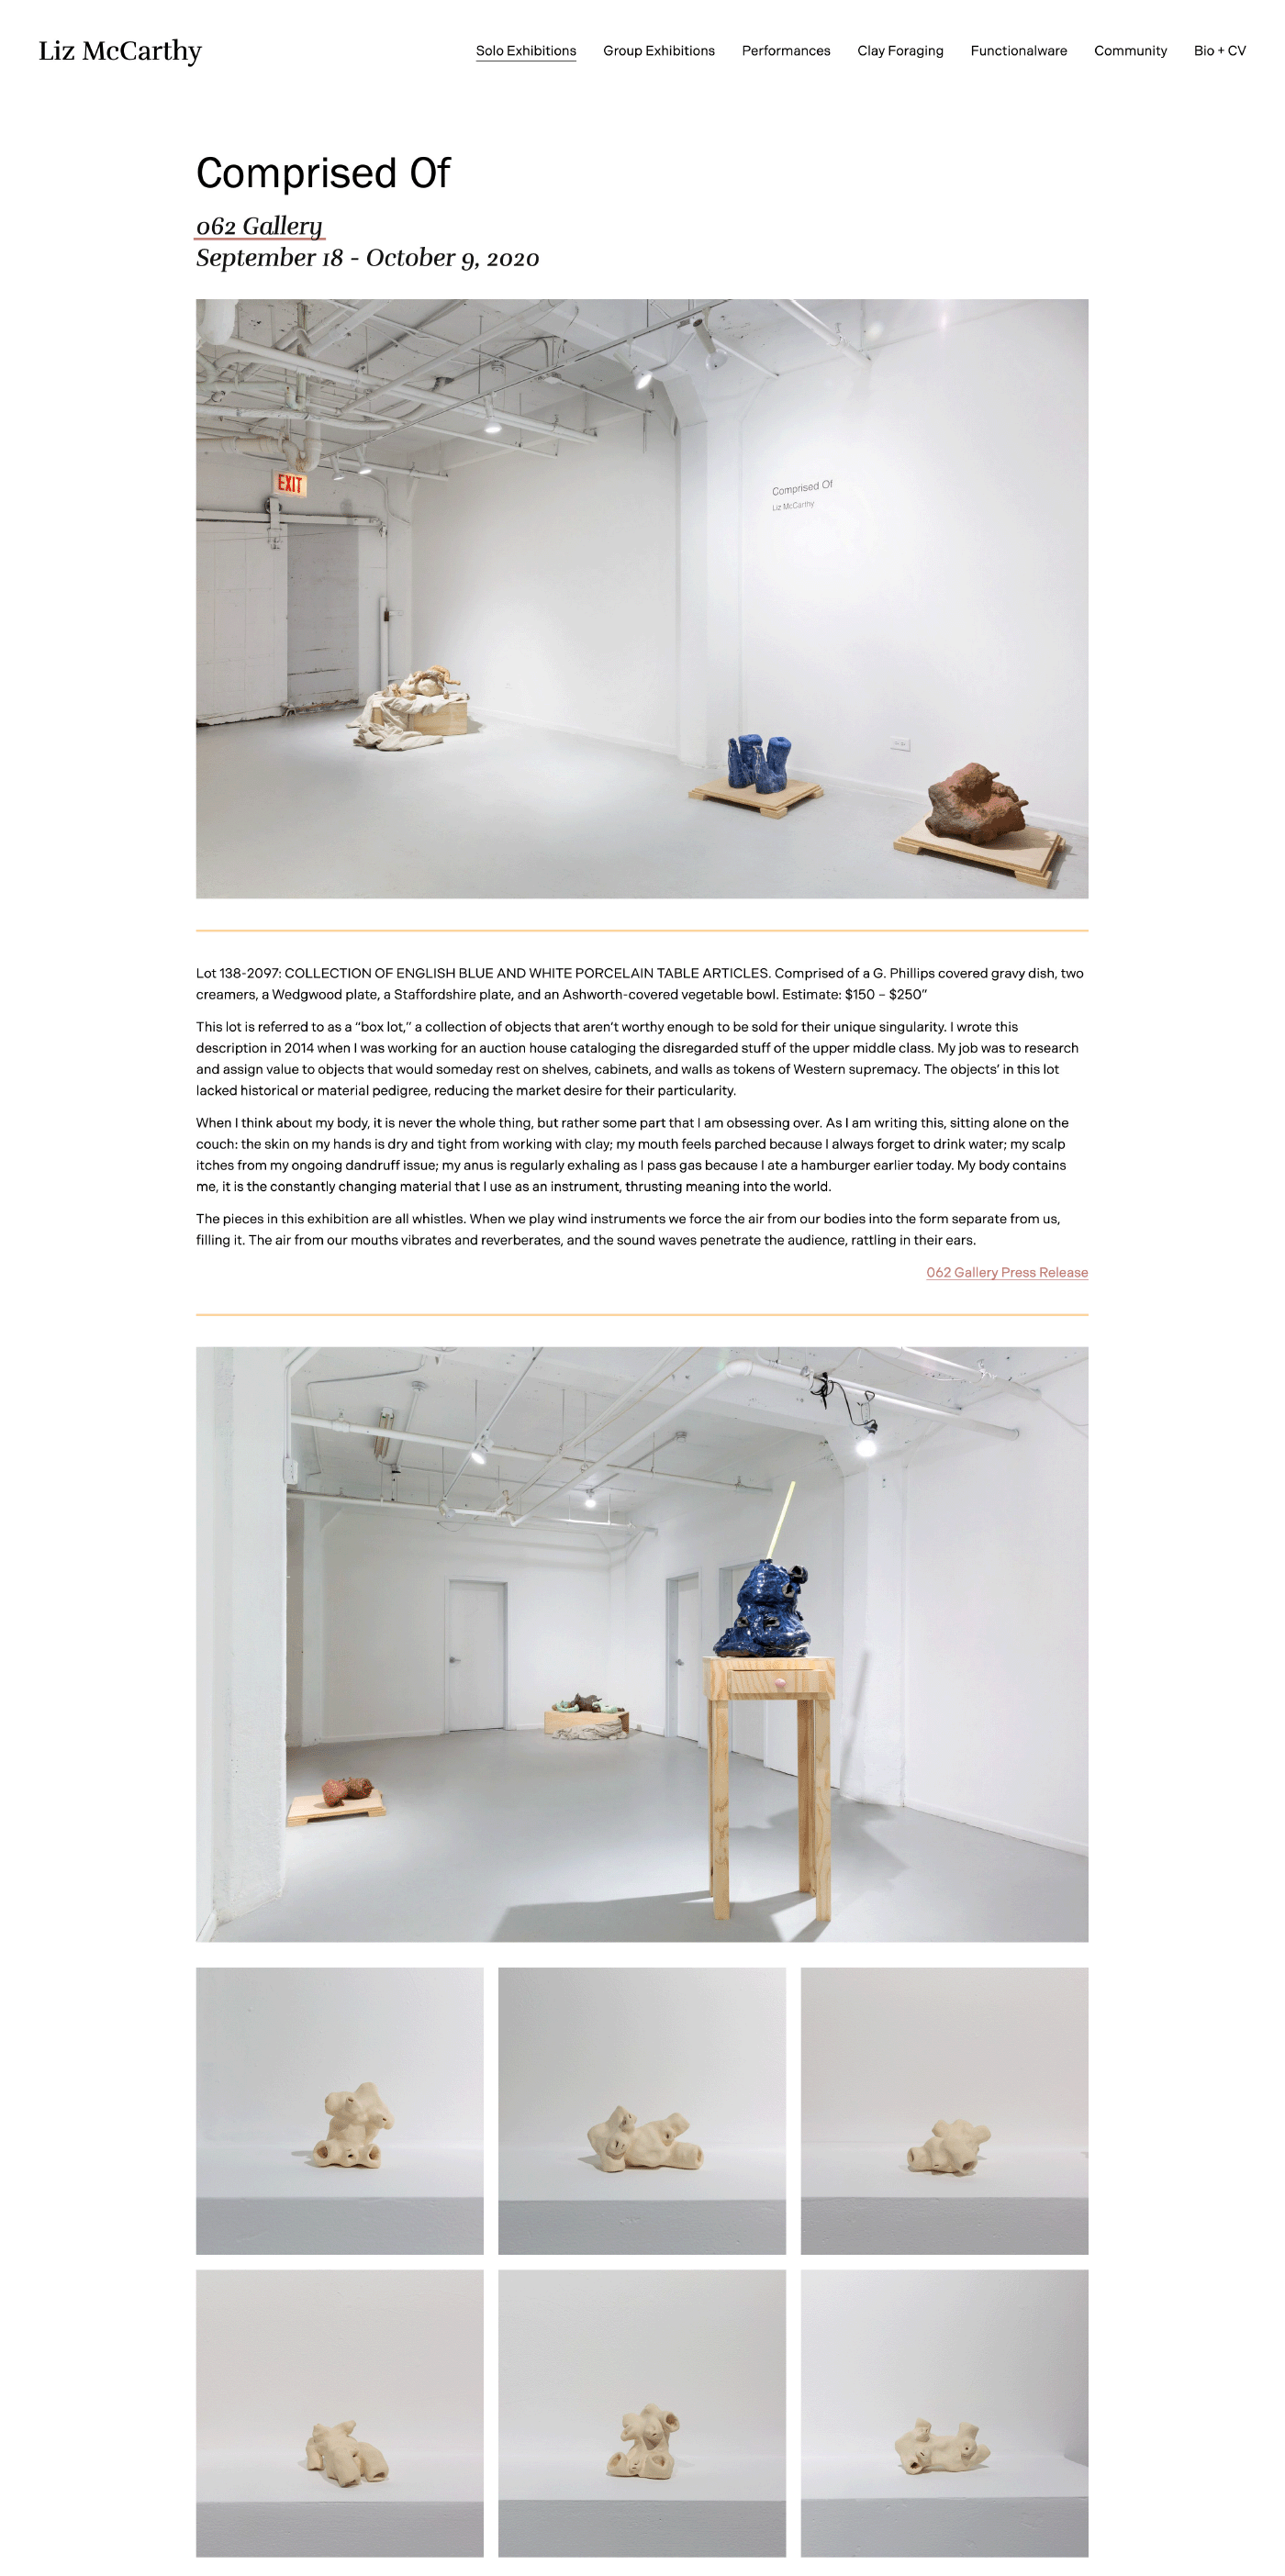 Liz McCarthy
Solo Exhibitions Group Exhibitions Performances Clay Foraging Functionalware Community Bio + CV
Comprised Of
062 Gallery
September 18 - October 9, 2020
EXIT
Comprised Of
Liz McCarthy
Lot 138-2097: COLLECTION OF ENGLISH BLUE AND WHITE PORCELAIN TABLE ARTICLES. Comprised of a G. Phillips covered gravy dish, two
creamers, a Wedgwood plate, a Staffordshire plate, and an Ashworth-covered vegetable bowl. Estimate: $150 – $250”
This lot is referred to as a “box lot,” a collection of objects that aren’t worthy enough to be sold for their unique singularity. I wrote this
description in 2014 when I was working for an auction house cataloging the disregarded stuff of the upper middle class. My job was to research
and assign value to objects that would someday rest on shelves, cabinets, and walls as tokens of Western supremacy. The objects’ in this lot
lacked historical or material pedigree, reducing the market desire for their particularity.
When I think about my body, it is never the whole thing, but rather some part that I am obsessing over. As I am writing this, sitting alone on the
couch: the skin on my hands is dry and tight from working with clay; my mouth feels parched because I always forget to drink water; my scalp
itches from my ongoing dandruff issue; my anus is regularly exhaling as I pass gas because I ate a hamburger earlier today. My body contains
me, it is the constantly changing material that I use as an instrument, thrusting meaning into the world.
The pieces in this exhibition are all whistles. When we play wind instruments we force the air from our bodies into the form separate from us,
filling it. The air from our mouths vibrates and reverberates, and the sound waves penetrate the audience, rattling in their ears.
062 Gallery Press Release